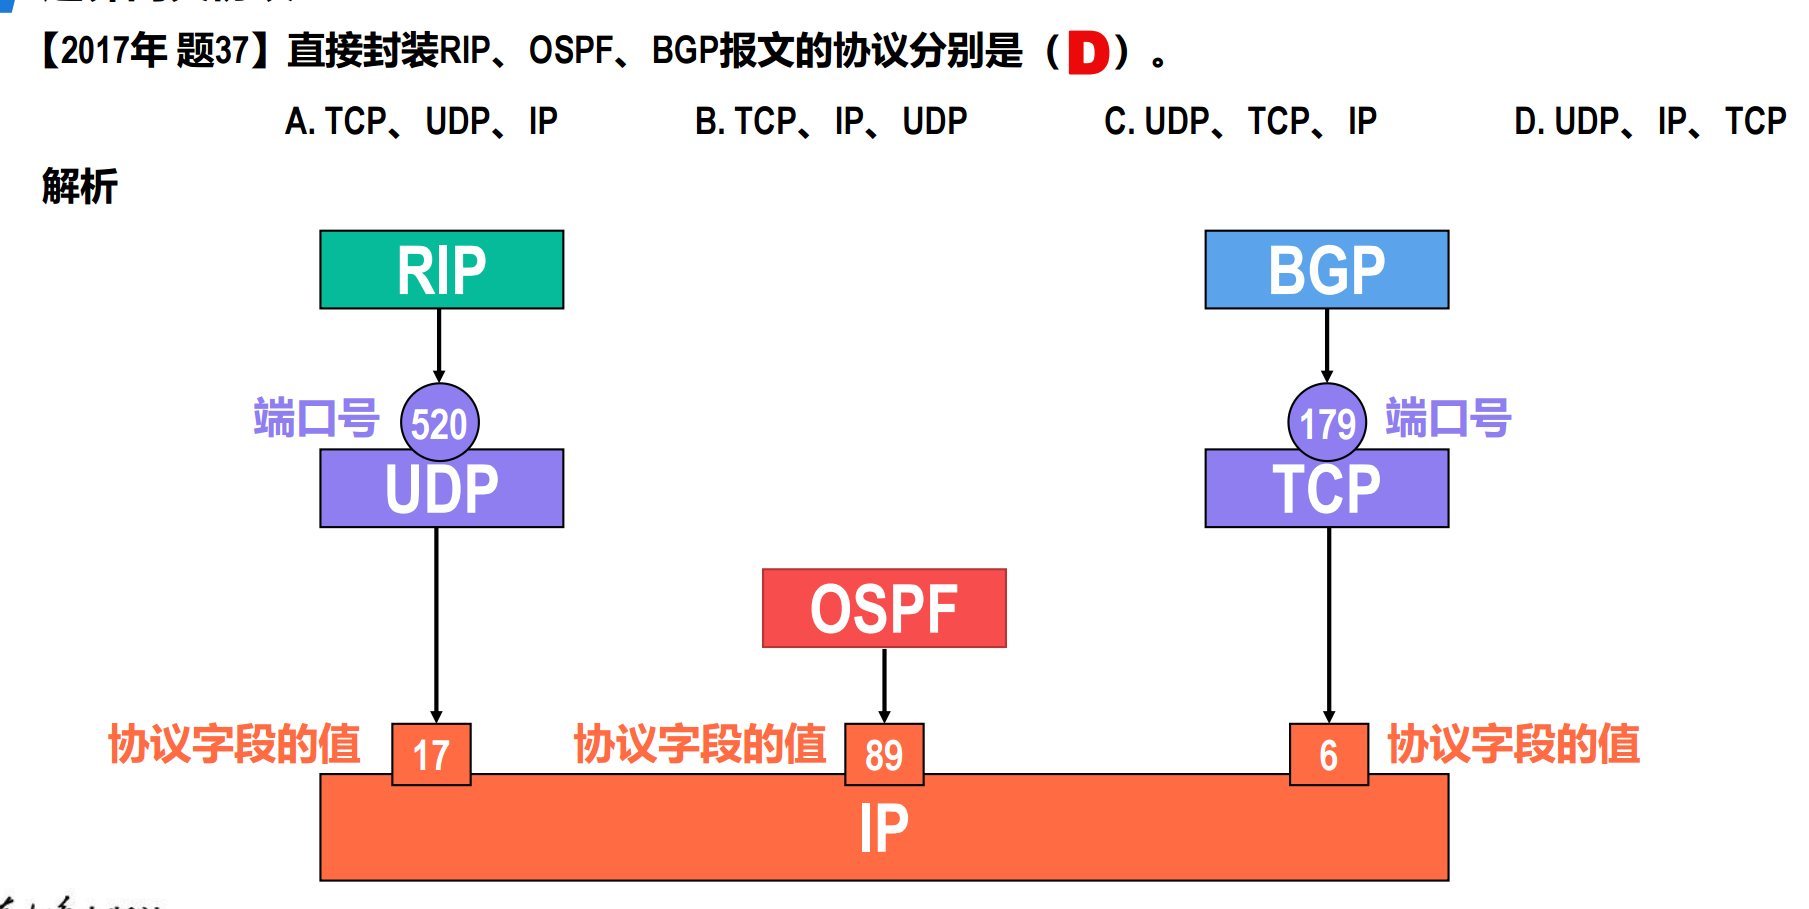 【2017年 题37】直接封装RIP、OSPF、BGP报文的协议分别是（D）。
A. TCP、UDP、IP B. TCP、IP、UDP C. UDP、TCP、IP D. UDP、IP、TCP
解析
RIP BGP
端口号 520 179 端口号
UDP TCP
OSPF
协议字段的值 17 协议字段的值 89 6 协议字段的值
IP